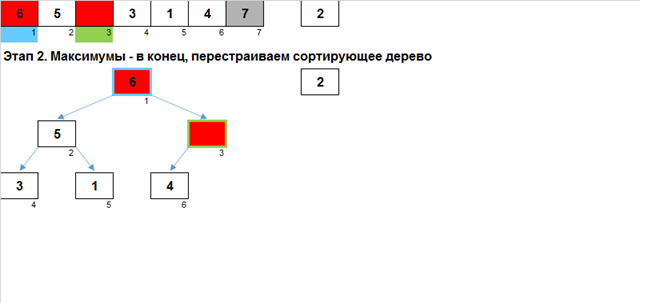 6 5 3 1 4 7 2
1 2 3 4 5 6 7
Этап 2. Максимумы - в конец, перестраиваем сортирующее дерево
6 2
1
5
2 3
3 1 4
4 5 6